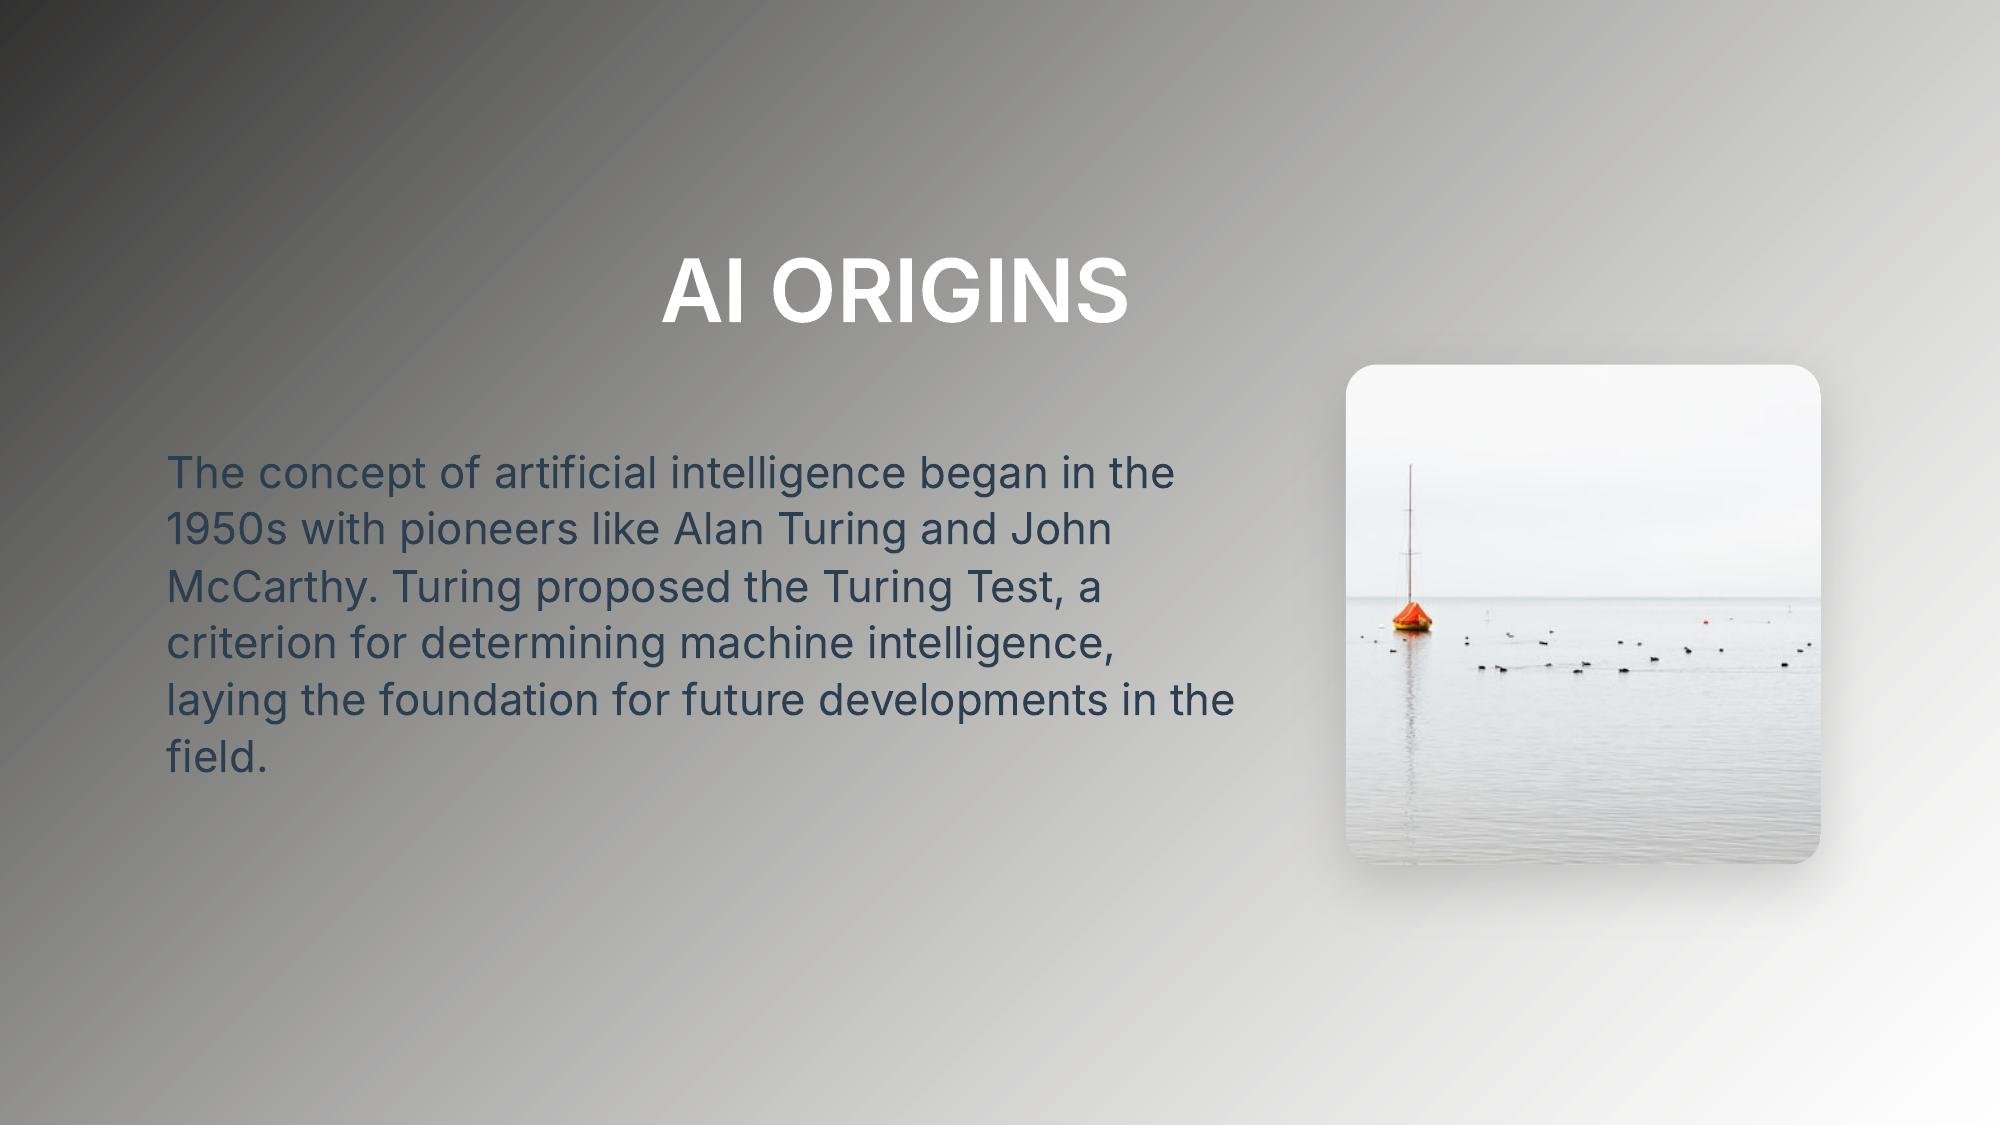 AI ORIGINS
The concept of artificial intelligence began in the
1950s with pioneers like Alan Turing and John
McCarthy. Turing proposed the Turing Test, a
criterion for determining machine intelligence,
laying the foundation for future developments in the
field.